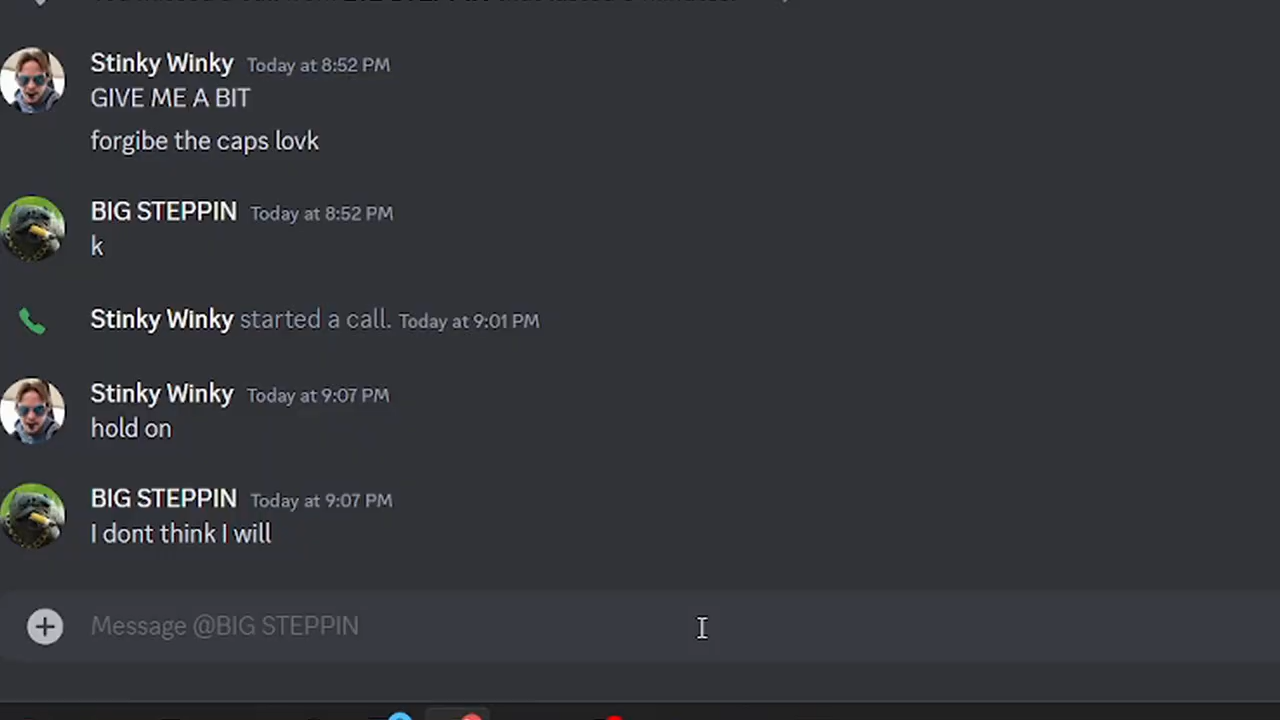 Stinky Winky Today at 8:52 PM
GIVE ME A BIT
forgibe the caps lovk
BIG STEPPIN Today at 8:52 PM
k
Stinky Winky started a call. Today at 9:01 PM
Stinky Winky Today at 9:07 PM
hold on
BIG STEPPIN Today at 9:07 PM
I dont think I will
Message @BIG STEPPIN